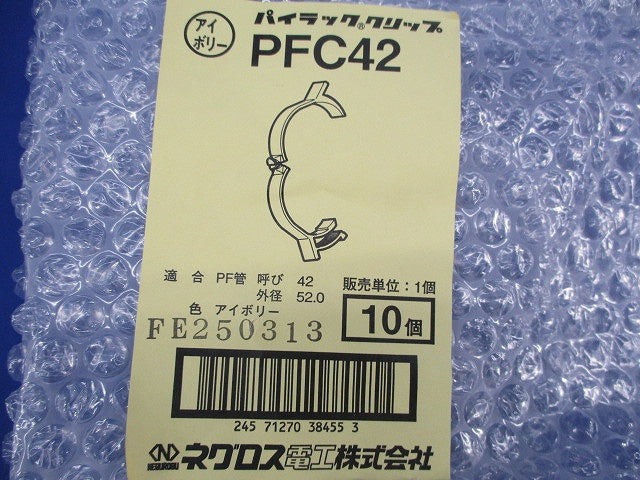 アイ
ボリー
パイラック®クリップ
PFC42
適 合 PF管 呼び 42
外径 52.0
色 アイボリー
販売単位：1個
10個
FE250313
245 71270 38455 3
ネグロス電工株式会社